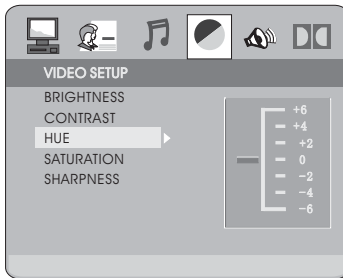 VIDEO SETUP
BRIGHTNESS
CONTRAST
HUE
SATURATION
SHARPNESS
+6
+4
+2
0
-2
-4
-6